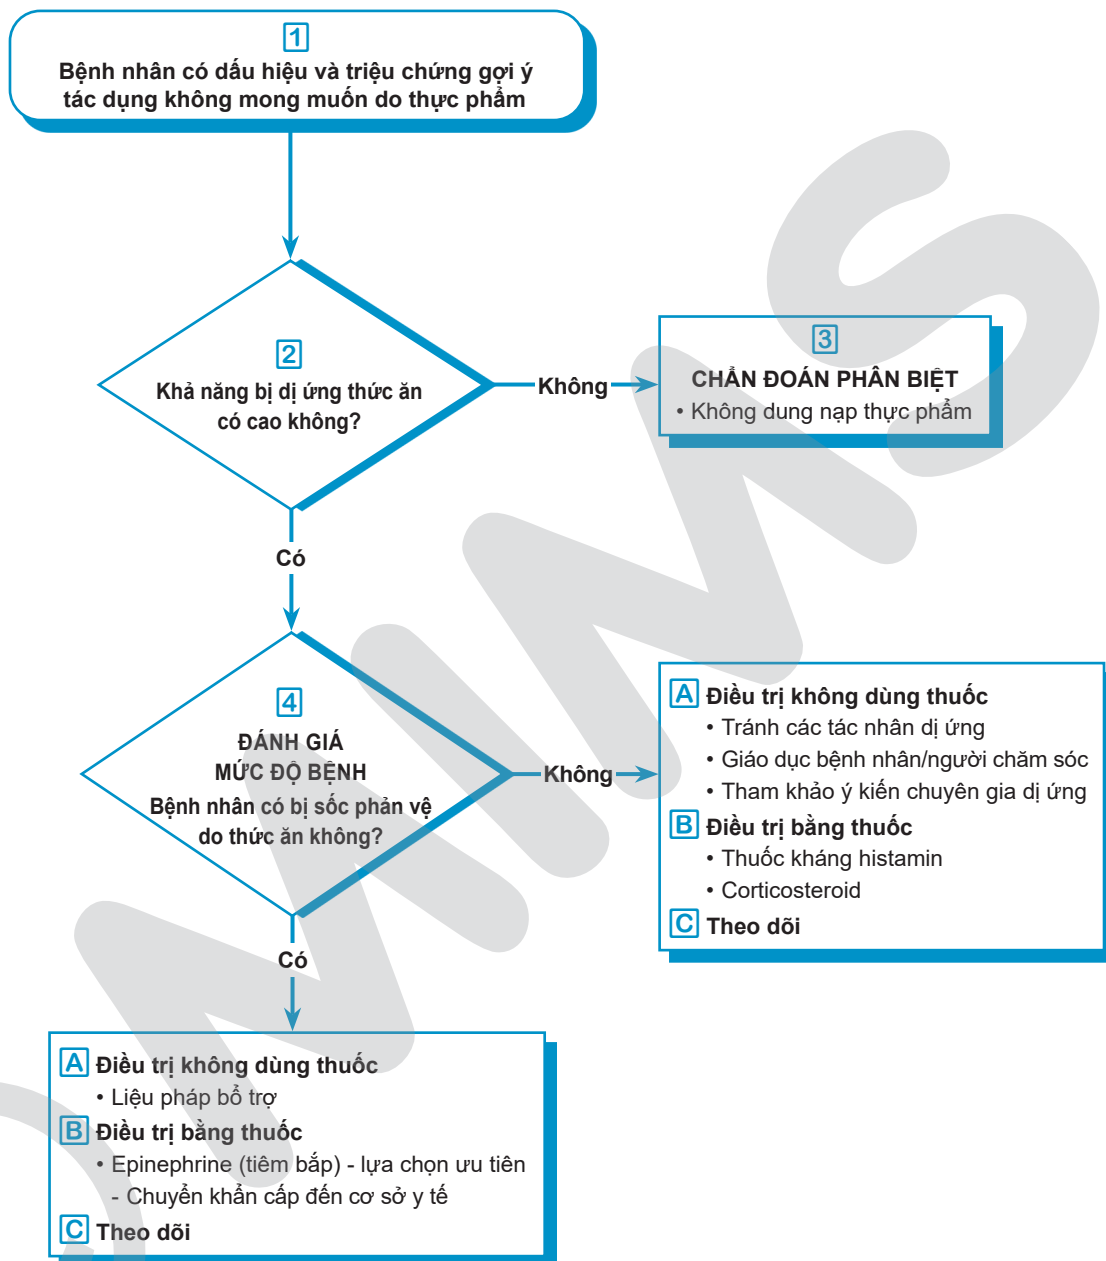 1
Bệnh nhân có dấu hiệu và triệu chứng gợi ý
tác dụng không mong muốn do thực phẩm
2
Khả năng bị dị ứng thức ăn
có cao không?
Không
3
CHẨN ĐOÁN PHÂN BIỆT
• Không dung nạp thực phẩm
Có
4
ĐÁNH GIÁ
MỨC ĐỘ BỆNH
Bệnh nhân có bị sốc phản vệ
do thức ăn không?
Không
A Điều trị không dùng thuốc
• Tránh các tác nhân dị ứng
• Giáo dục bệnh nhân/người chăm sóc
• Tham khảo ý kiến chuyên gia dị ứng
B Điều trị bằng thuốc
• Thuốc kháng histamin
• Corticosteroid
C Theo dõi
Có
A Điều trị không dùng thuốc
• Liệu pháp bổ trợ
B Điều trị bằng thuốc
• Epinephrine (tiêm bắp) - lựa chọn ưu tiên
- Chuyển khẩn cấp đến cơ sở y tế
C Theo dõi
MIMS